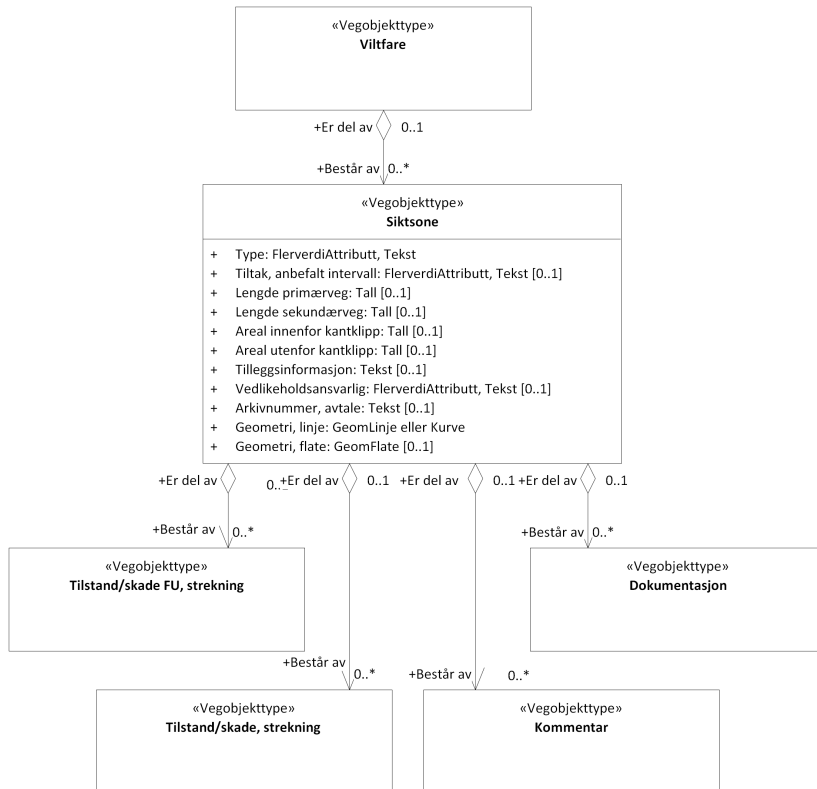 «Vegobjekttype»
Viltfare
+Er del av 0..1
+Består av 0..*
«Vegobjekttype»
Siktsone
+ Type: FlerverdiAttributt, Tekst
+ Tiltak, anbefalt intervall: FlerverdiAttributt, Tekst [0..1]
+ Lengde primærveg: Tall [0..1]
+ Lengde sekundærveg: Tall [0..1]
+ Areal innenfor kantklipp: Tall [0..1]
+ Areal utenfor kantklipp: Tall [0..1]
+ Tilleggsinformasjon: Tekst [0..1]
+ Vedlikeholdsansvarlig: FlerverdiAttributt, Tekst [0..1]
+ Arkivnummer, avtale: Tekst [0..1]
+ Geometri, linje: GeomLinje eller Kurve
+ Geometri, flate: GeomFlate [0..1]
+Er del av 0.. +Er del av 0..1 +Er del av 0..1 +Er del av 0..1
+Består av 0..*
+Består av 0..*
«Vegobjekttype»
Tilstand/skade FU, strekning
«Vegobjekttype»
Dokumentasjon
+Består av 0..*
+Består av 0..*
«Vegobjekttype»
Tilstand/skade, strekning
«Vegobjekttype»
Kommentar